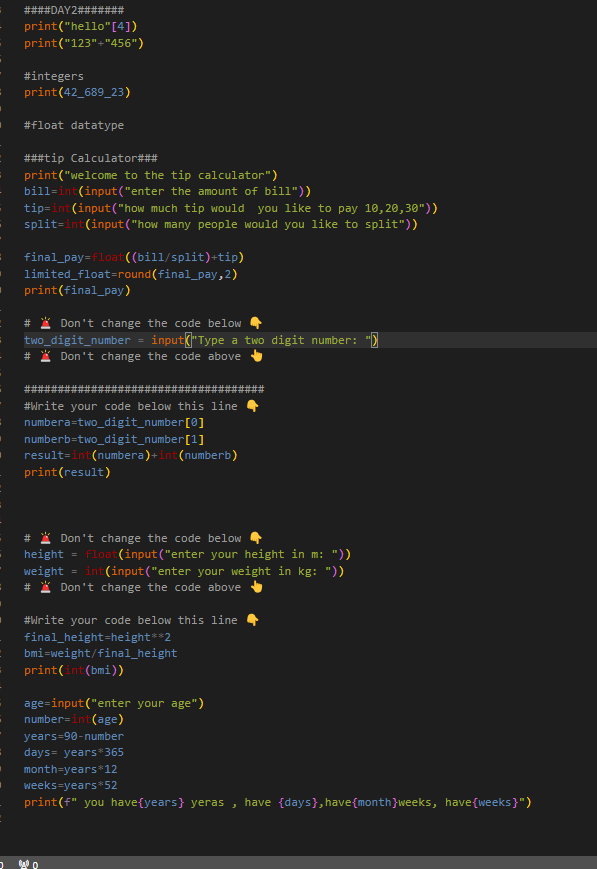 ####DAY2#######
print("hello"[4])
print("123"+"456")
#integers
print(42_689_23)
#float datatype
###tip Calculator###
print("welcome to the tip calculator")
bill=int(input("enter the amount of bill"))
tip=int(input("how much tip would  you like to pay 10,20,30"))
split=int(input("how many people would you like to split"))
final_pay=float((bill/split)+tip)
limited_float=round(final_pay,2)
print(final_pay)
# 🚨 Don't change the code below 👇
two_digit_number = input("Type a two digit number: ")
# 🚨 Don't change the code above 👆
####################################
#Write your code below this line 👇
numbera=two_digit_number[0]
numberb=two_digit_number[1]
result=int(numbera)+int(numberb)
print(result)
# 🚨 Don't change the code below 👇
height = float(input("enter your height in m: "))
weight = int(input("enter your weight in kg: "))
# 🚨 Don't change the code above 👆
#Write your code below this line 👇
final_height=height**2
bmi=weight/final_height
print(int(bmi))
age=input("enter your age")
number=int(age)
years=90-number
days= years*365
month=years*12
weeks=years*52
print(f" you have{years} yeras , have {days},have{month}weeks, have{weeks}")
0